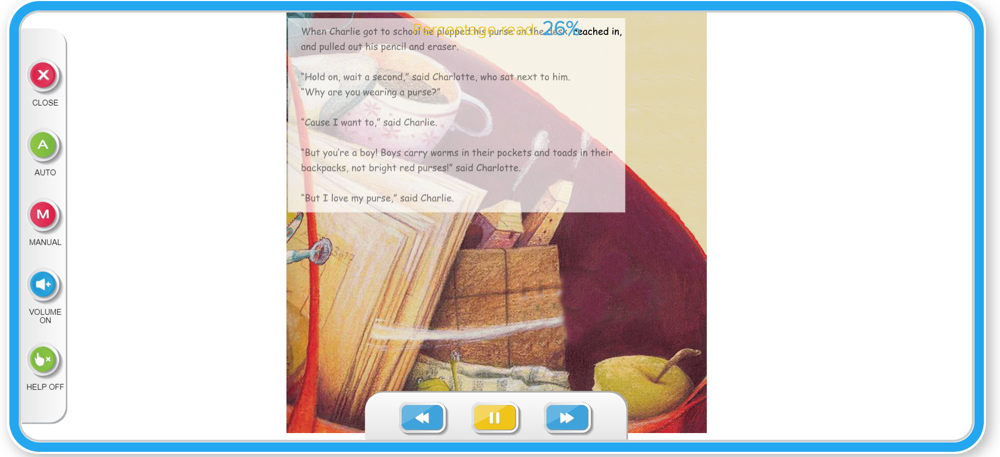 Percentage read: 26%
When Charlie got to school he plopped his purse on the desk, reached in,
and pulled out his pencil and eraser.
“Hold on, wait a second,” said Charlotte, who sat next to him.
“Why are you wearing a purse?”
“Cause I want to,” said Charlie.
“But you’re a boy! Boys carry worms in their pockets and toads in their
backpacks, not bright red purses!” said Charlotte.
“But I love my purse,” said Charlie.
X
CLOSE
A
AUTO
M
MANUAL
VOLUME
ON
HELP OFF